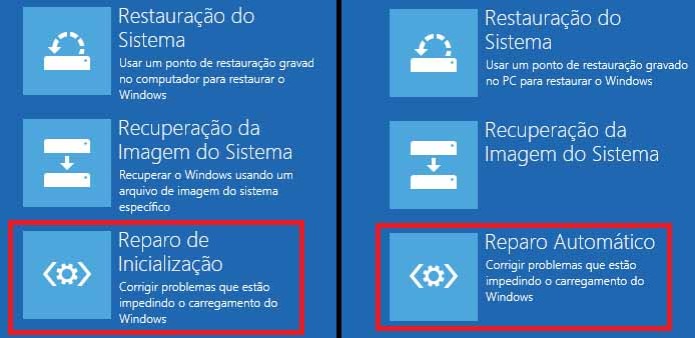 Restauração do
Sistema
Usar um ponto de restauração gravad
no computador para restaurar o
Windows
Recuperação da
Imagem do Sistema
Recuperar o Windows usando um
arquivo de imagem do sistema
específico
Reparo de
Inicialização
Corrigir problemas que estão
impedindo o carregamento do
Windows
Restauração do
Sistema
Usar um ponto de restauração gravado
no PC para restaurar o Windows
Recuperação da
Imagem do Sistema
Reparo Automático
Corrigir problemas que estão
impedindo o carregamento do
Windows